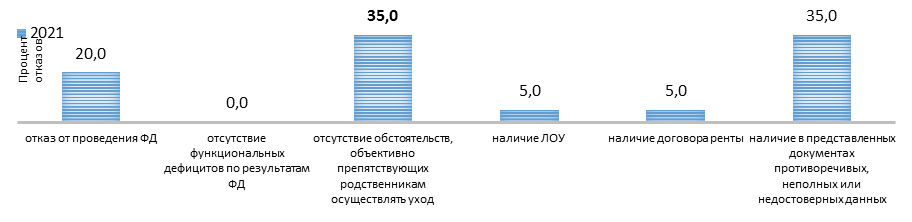 35,0
35,0
2021
Процент
отказов
20,0
0,0
5,0
5,0
отказ от проведения ФД
отсутствие
функциональных
дефицитов по результатам
ФД
отсутствие обстоятельств,
объективно
препятствующих
родственникам
осуществлять уход
наличие ЛОУ
наличие договора ренты
наличие в представленных
документах
противоречивых,
неполных или
недостоверных данных